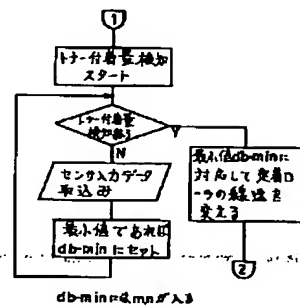 1
トナー付着量検知
スタート
トナー付着量
検知終り
Y
N
センサ入力データ
取込み
最小値であれば
db-minにセット
最小値db-minに
対応して定着ロ
ーラの線速を
変える
2
db-minには
が入る